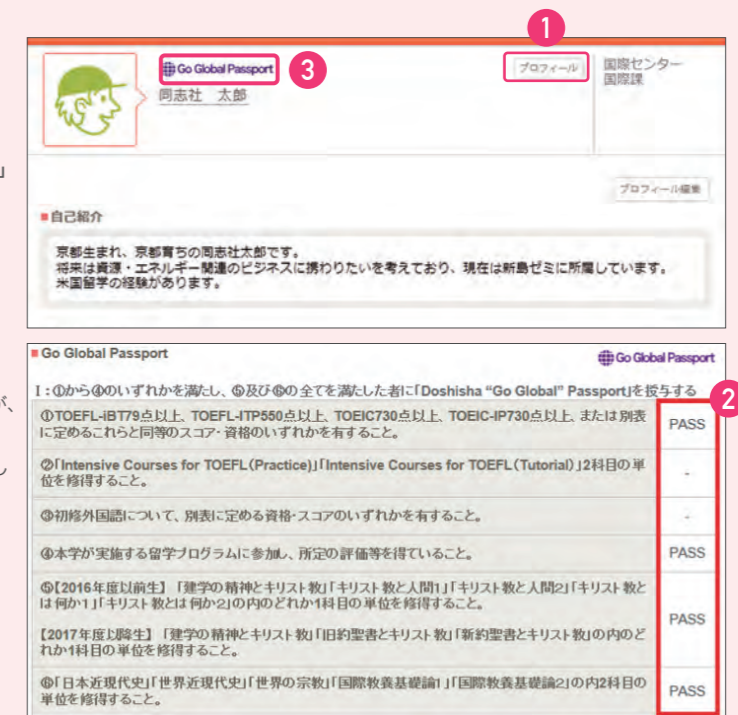 1
Go Global Passport
3
プロフィール
国際センター
国際課
同志社 太郎
」
プロフィール編集
■自己紹介
京都生まれ、京都育ちの同志社太郎です。
将来は資源・エネルギー関連のビジネスに携わりたいを考えており、現在は新島ゼミに所属しています。
米国留学の経験があります。
■Go Global Passport
Go Global Passport
が、
I:①から④のいずれかを満たし、⑤及び⑥の全てを満たした者に「Doshisha “Go Global” Passport」を授与する
2
①TOEFL-iBT79点以上、TOEFL-ITP550点以上、TOEIC730点以上、TOEIC-IP730点以上、または別表
に定めるこれらと同等のスコア・資格のいずれかを有すること。
PASS
し
②「Intensive Courses for TOEFL(Practice)」「Intensive Courses for TOEFL(Tutorial)」2科目の単
位を修得すること。
-
③初修外国語について、別表に定める資格・スコアのいずれかを有すること。
-
④本学が実施する留学プログラムに参加し、所定の評価等を得ていること。
PASS
⑤【2016年度以前生】「建学の精神とキリスト教」「キリスト教と人間1」「キリスト教と人間2」「キリスト教と
は何か1」「キリスト教とは何か2」の内のどれか1科目の単位を修得すること。
【2017年度以降生】「建学の精神とキリスト教」「旧約聖書とキリスト教」「新約聖書とキリスト教」の内のど
れか1科目の単位を修得すること。
PASS
⑥「日本近現代史」「世界近現代史」「世界の宗教」「国際教義基礎論1」「国際教義基礎論2」の内2科目の
単位を修得すること。
PASS